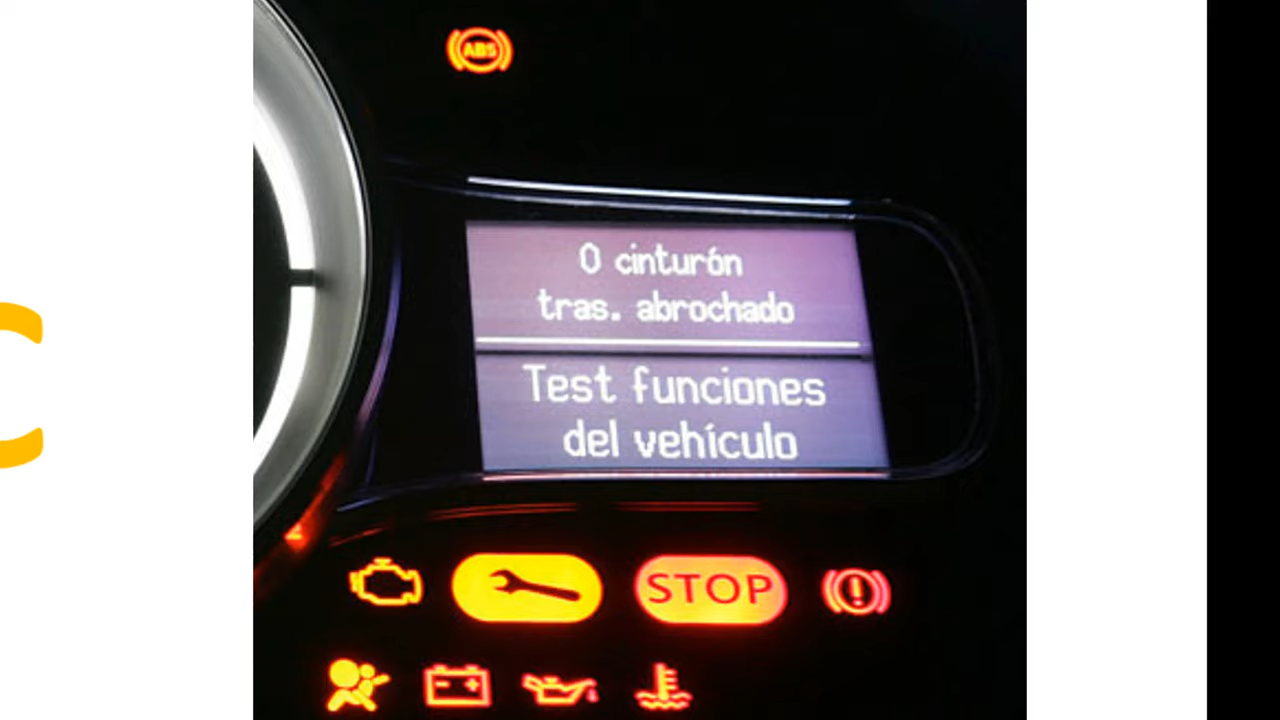 ABS
0 cinturón
tras. abrochado
Test funciones
del vehículo
STOP